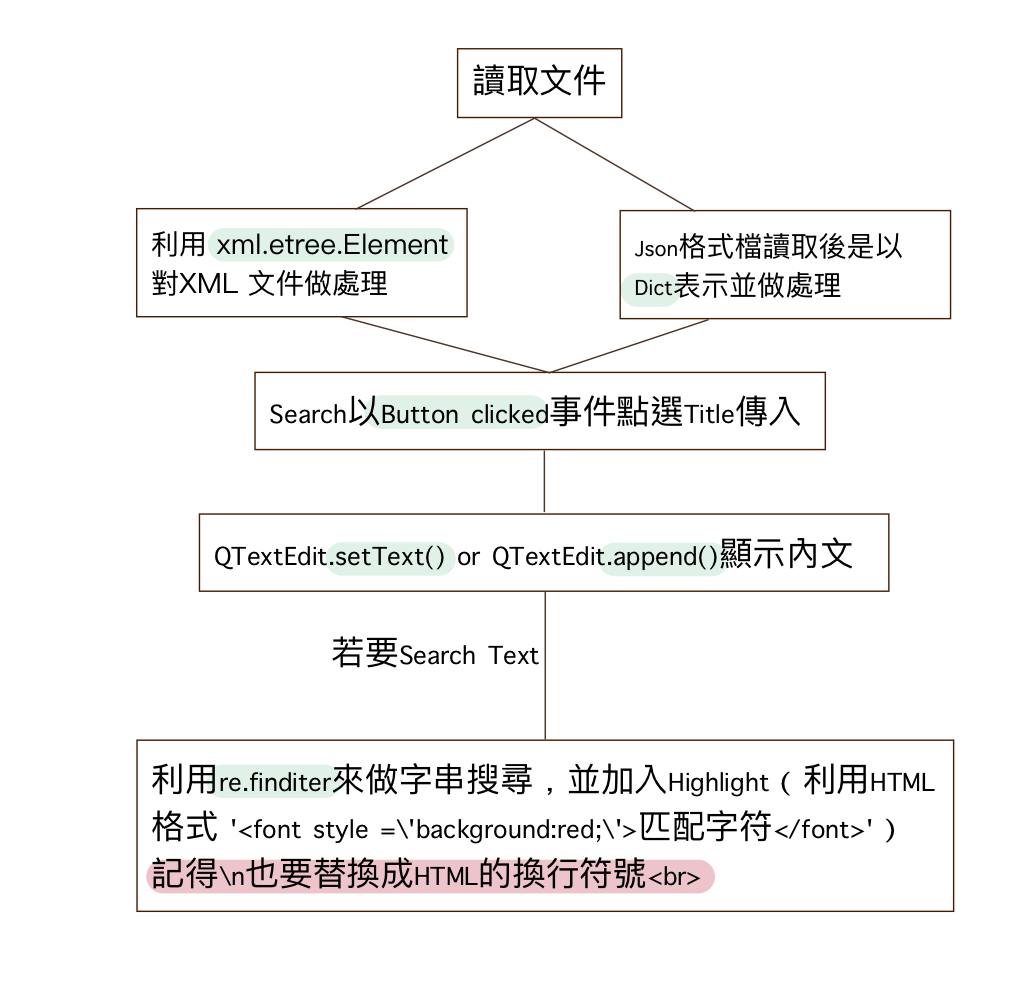 讀取文件
利用 xml.etree.Element
對XML 文件做處理
Json格式檔讀取後是以
Dict表示並做處理
Search以Button clicked事件點選Title傳入
QTextEdit.setText() or QTextEdit.append()顯示內文
若要Search Text
利用re.finditer來做字串搜尋，並加入Highlight ( 利用HTML
格式 '<font style =\'background:red;\'>匹配字符</font>' )
記得\n也要替換成HTML的換行符號<br>